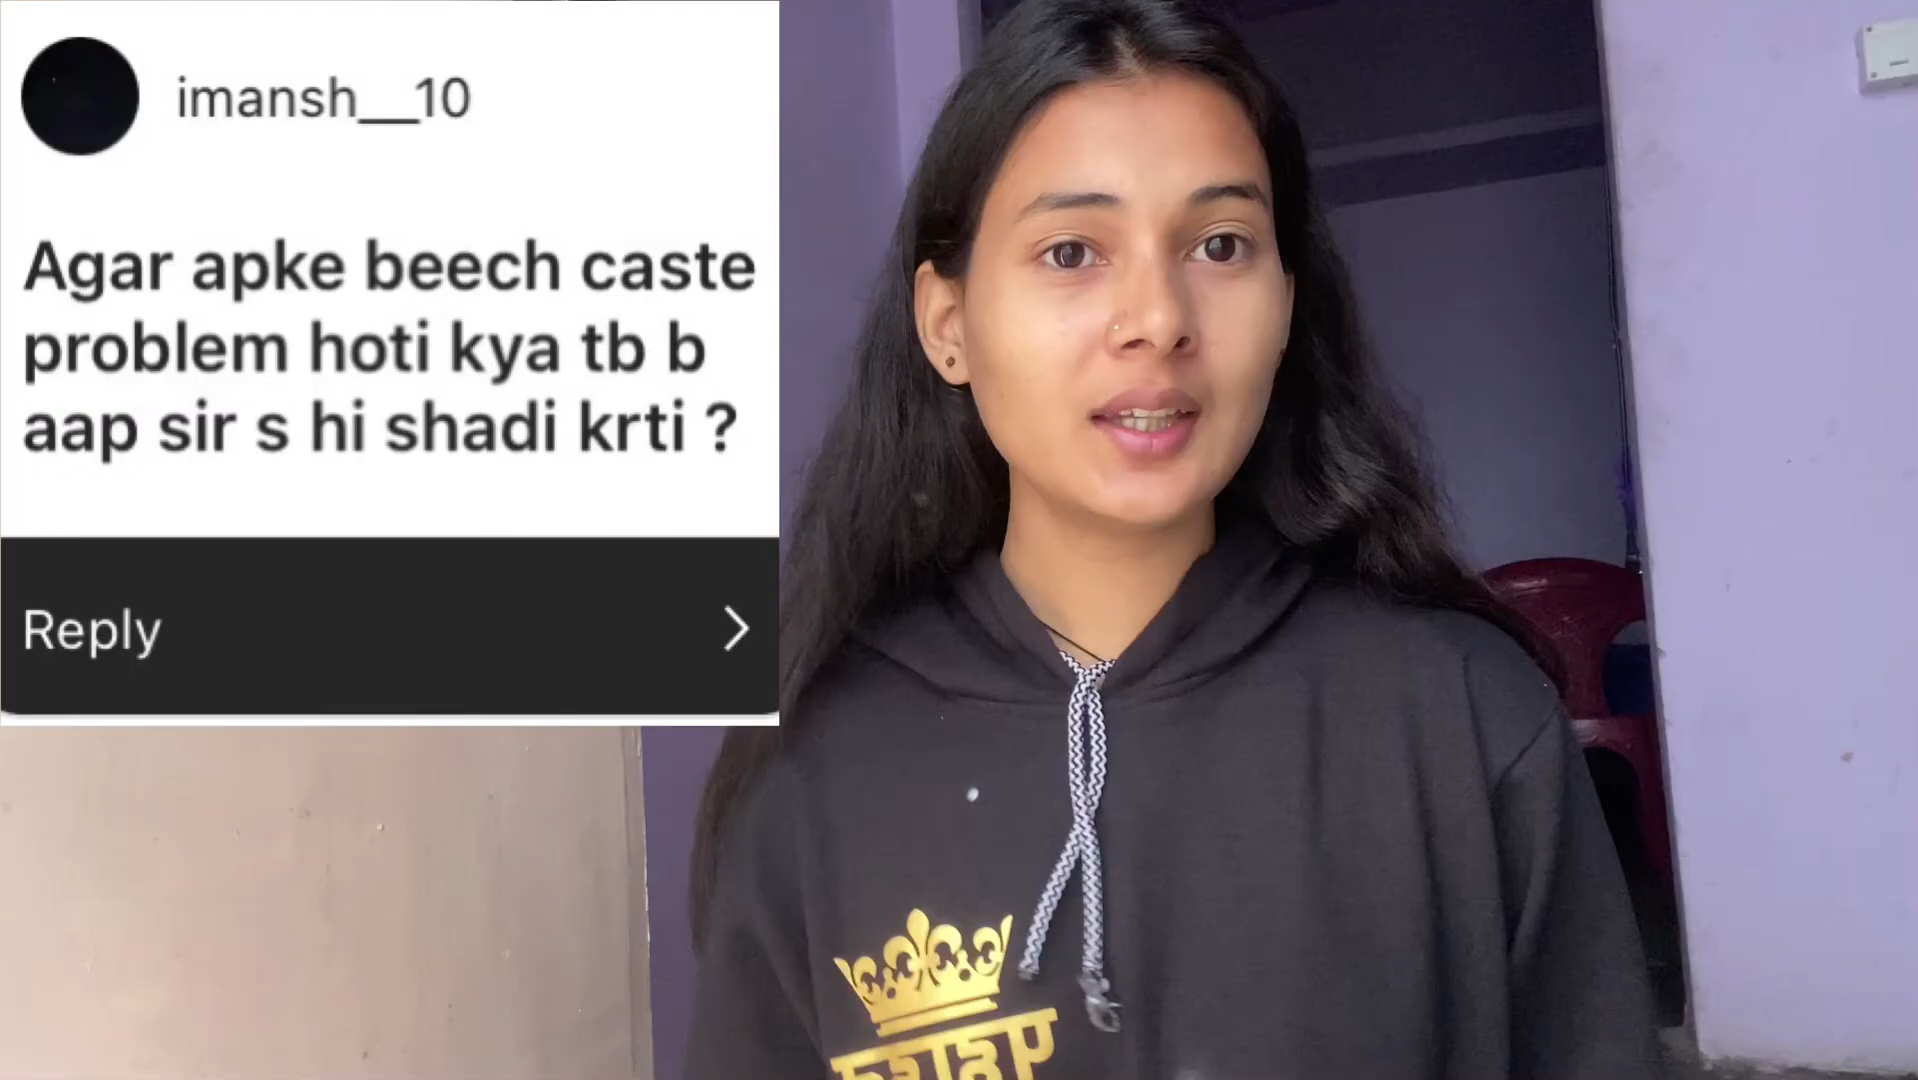 imansh__10
Agar apke beech caste
problem hoti kya tb b
aap sir s hi shadi krti ?
Reply